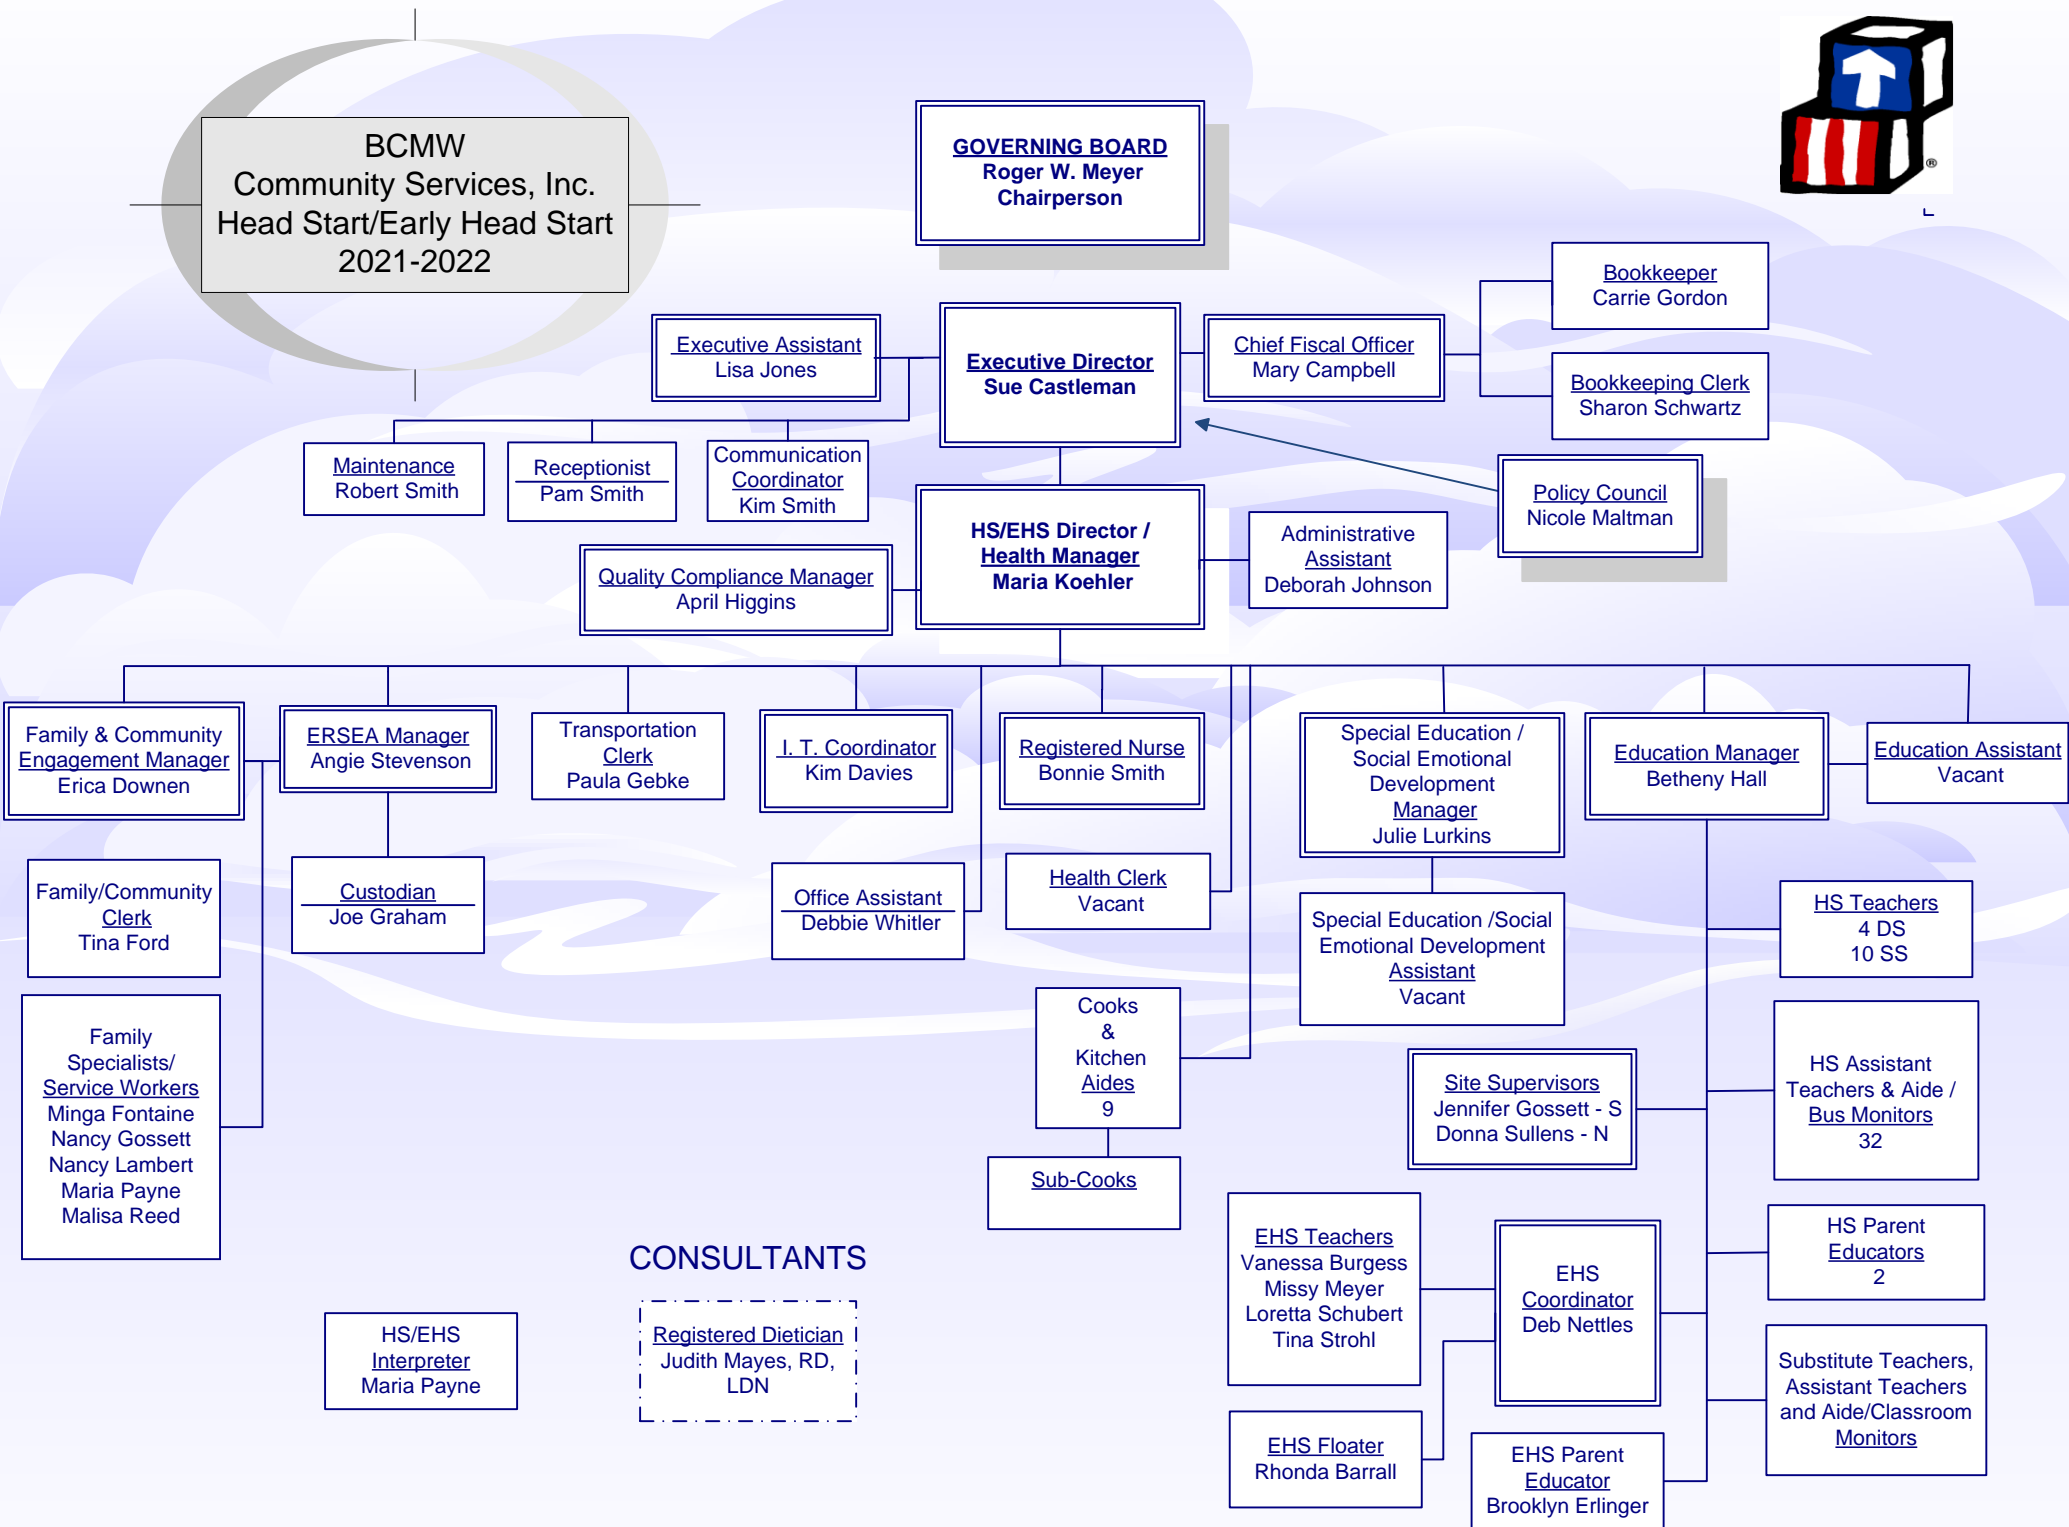 BCMW
Community Services, Inc.
Head Start/Early Head Start
2021-2022
GOVERNING BOARD
Roger W. Meyer
Chairperson
®
Bookkeeper
Carrie Gordon
Executive Assistant
Lisa Jones
Executive Director
Sue Castleman
Chief Fiscal Officer
Mary Campbell
Bookkeeping Clerk
Sharon Schwartz
Maintenance
Robert Smith
Receptionist
Pam Smith
Communication
Coordinator
Kim Smith
Policy Council
Nicole Maltman
HS/EHS Director /
Health Manager
Maria Koehler
Administrative
Assistant
Deborah Johnson
Quality Compliance Manager
April Higgins
Family & Community
Engagement Manager
Erica Downen
ERSEA Manager
Angie Stevenson
Transportation
Clerk
Paula Gebke
I. T. Coordinator
Kim Davies
Registered Nurse
Bonnie Smith
Special Education /
Social Emotional
Development
Manager
Julie Lurkins
Education Manager
Betheny Hall
Education Assistant
Vacant
Family/Community
Clerk
Tina Ford
Custodian
Joe Graham
Office Assistant
Debbie Whitler
Health Clerk
Vacant
Special Education /Social
Emotional Development
Assistant
Vacant
HS Teachers
4 DS
10 SS
Family
Specialists/
Service Workers
Minga Fontaine
Nancy Gossett
Nancy Lambert
Maria Payne
Malisa Reed
Cooks
&
Kitchen
Aides
9
Sub-Cooks
Site Supervisors
Jennifer Gossett - S
Donna Sullens - N
HS Assistant
Teachers & Aide /
Bus Monitors
32
EHS Teachers
Vanessa Burgess
Missy Meyer
Loretta Schubert
Tina Strohl
EHS
Coordinator
Deb Nettles
HS Parent
Educators
2
CONSULTANTS
HS/EHS
Interpreter
Maria Payne
Registered Dietician
Judith Mayes, RD,
LDN
Substitute Teachers,
Assistant Teachers
and Aide/Classroom
Monitors
EHS Floater
Rhonda Barrall
EHS Parent
Educator
Brooklyn Erlinger